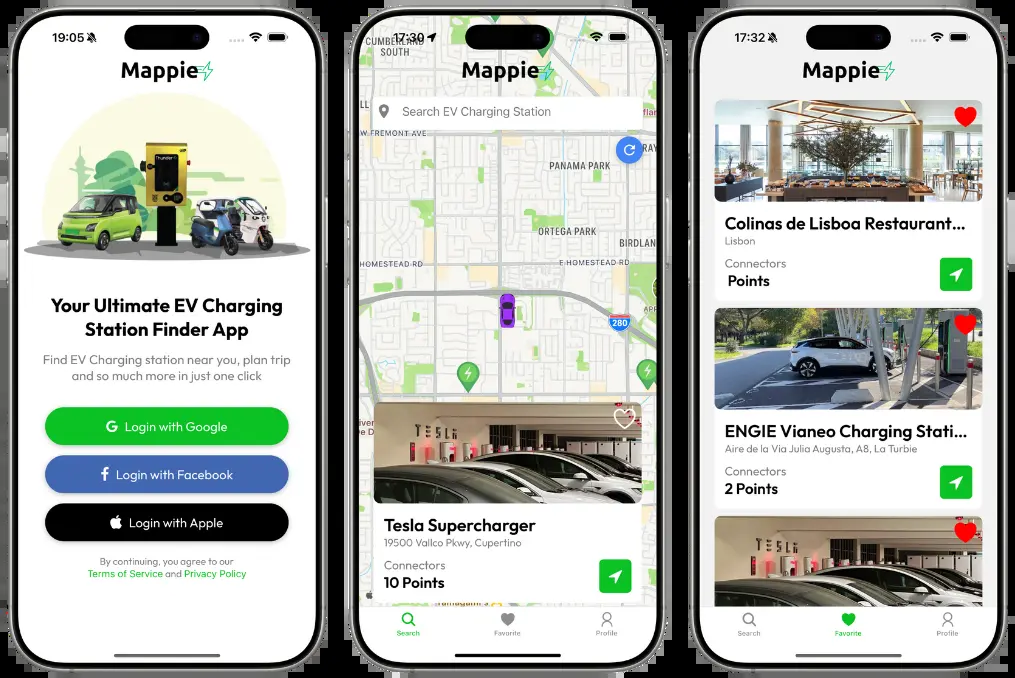 19:05
Mappie
Thunder
Your Ultimate EV Charging
Station Finder App
Find EV Charging station near you, plan trip
and so much more in just one click
G Login with Google
f Login with Facebook
Login with Apple
By continuing, you agree to our
Terms of Service and Privacy Policy
17:30
CUMBERLAND
SOUTH
Mappie
Search EV Charging Station
W FREMONT AVE
PANAMA PARK
ORTEGA PARK
BIRDLAN
HOMESTEAD RD
E HOMESTEAD RD
280
TESLA
Tesla Supercharger
19500 Vallco Pkwy, Cupertino
Connectors
10 Points
Search
Favorite
Profile
17:32
Mappie
Colinas de Lisboa Restaurant...
Lisbon
Connectors
Points
ENGIE Vianeo Charging Stati...
Aire de la Via Julia Augusta, A8, La Turbie
Connectors
2 Points
TESLA
Search
Favorite
Profile